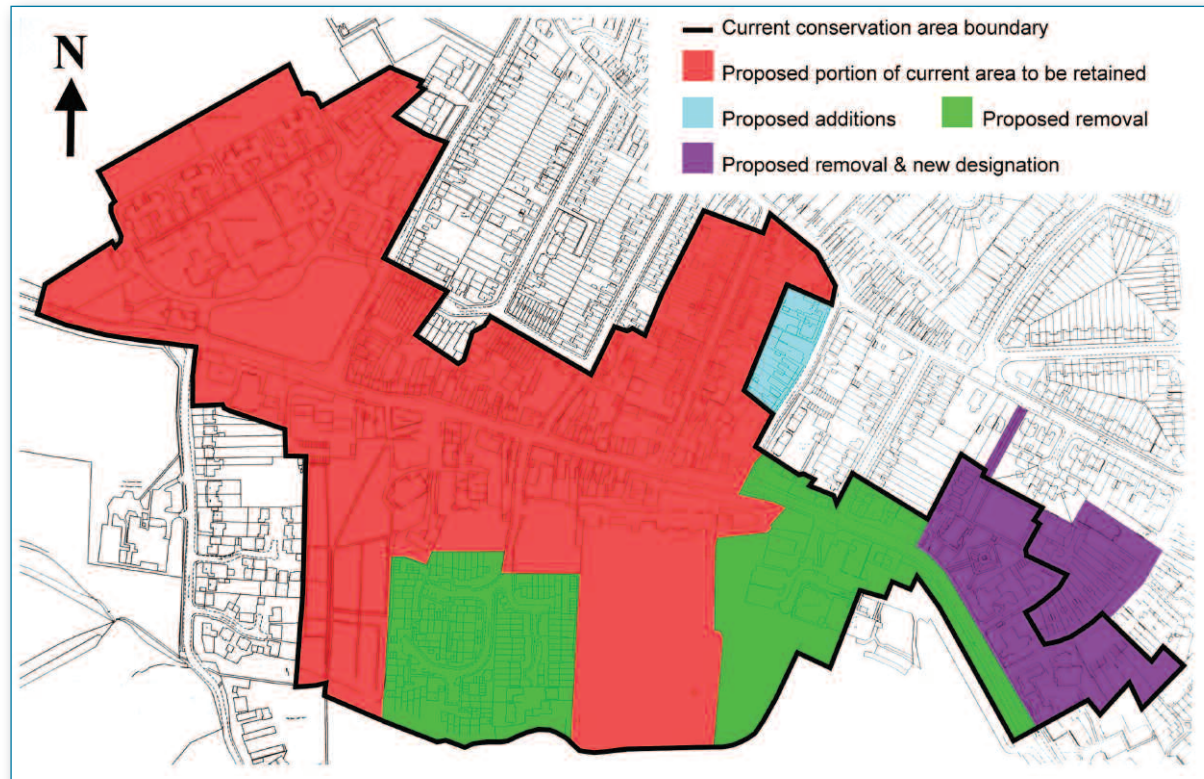 N
Current conservation area boundary
Proposed portion of current area to be retained
Proposed additions
Proposed removal
Proposed removal & new designation